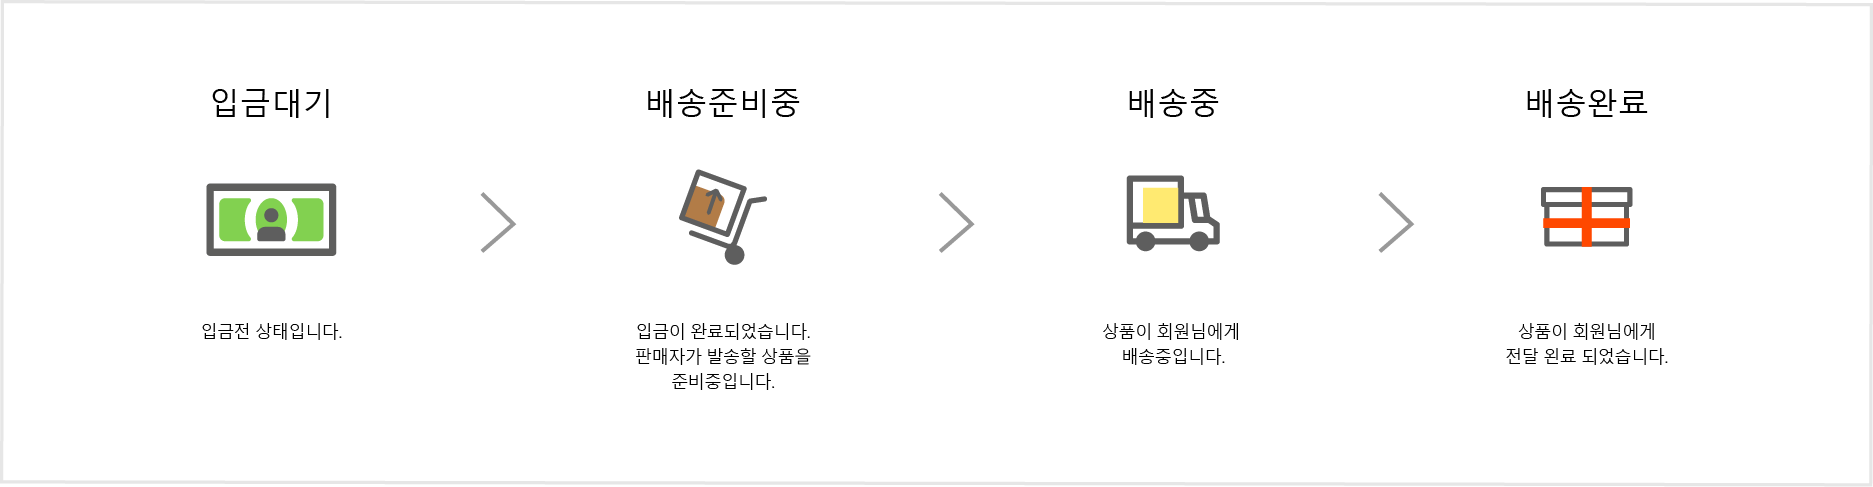 입금대기
배송준비중
배송중
배송완료
입금전 상태입니다.
입금이 완료되었습니다.
판매자가 발송할 상품을
준비중입니다.
상품이 회원님에게
배송중입니다.
상품이 회원님에게
전달 왼료 되었습니다.